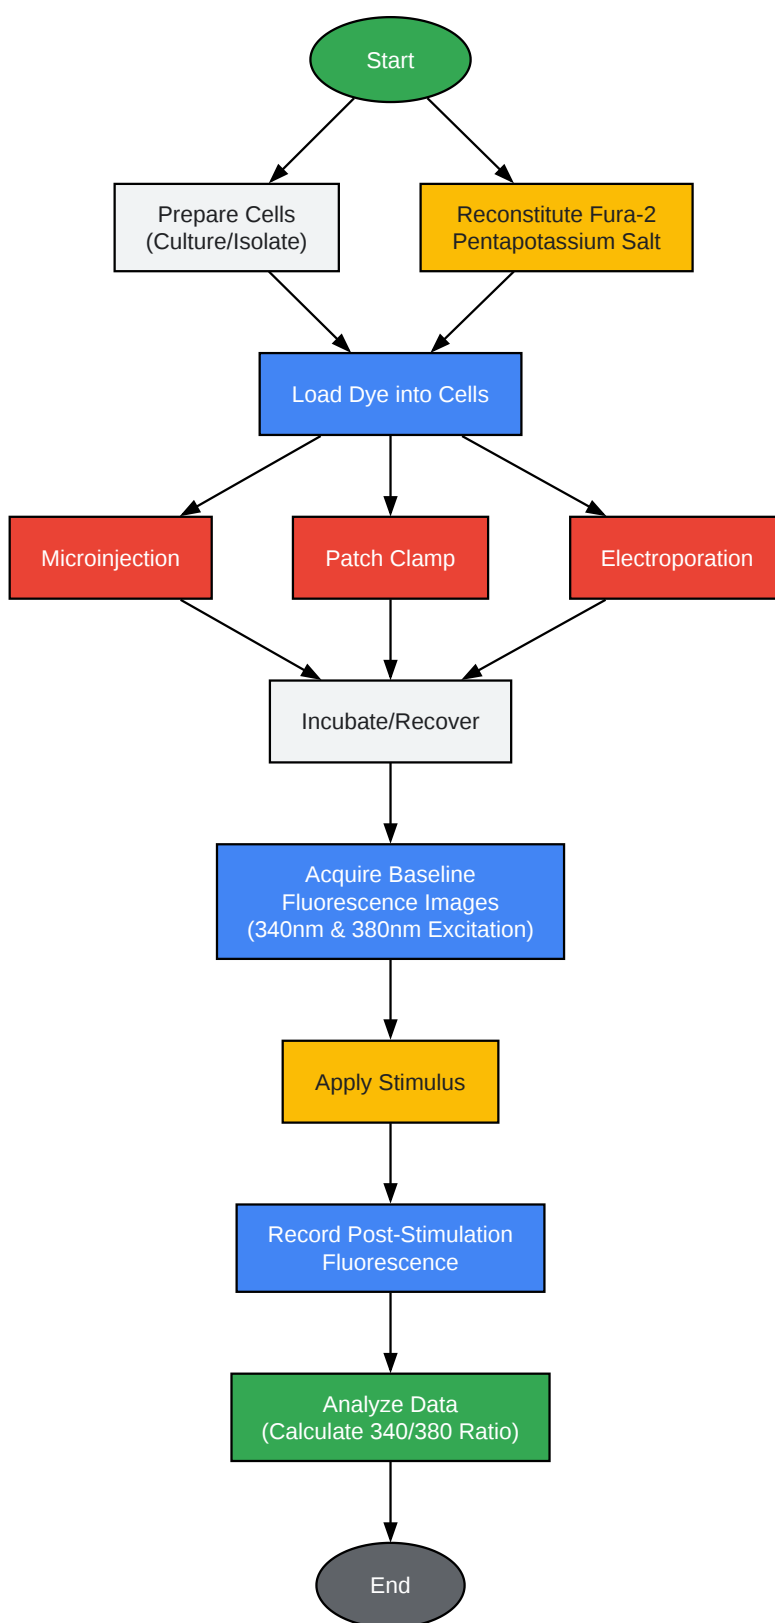 Start
Prepare Cells
(Culture/Isolate)
Reconstitute Fura-2
Pentapotassium Salt
Load Dye into Cells
Microinjection
Patch Clamp
Electroporation
Incubate/Recover
Acquire Baseline
Fluorescence Images
(340nm & 380nm Excitation)
Apply Stimulus
Record Post-Stimulation
Fluorescence
Analyze Data
(Calculate 340/380 Ratio)
End